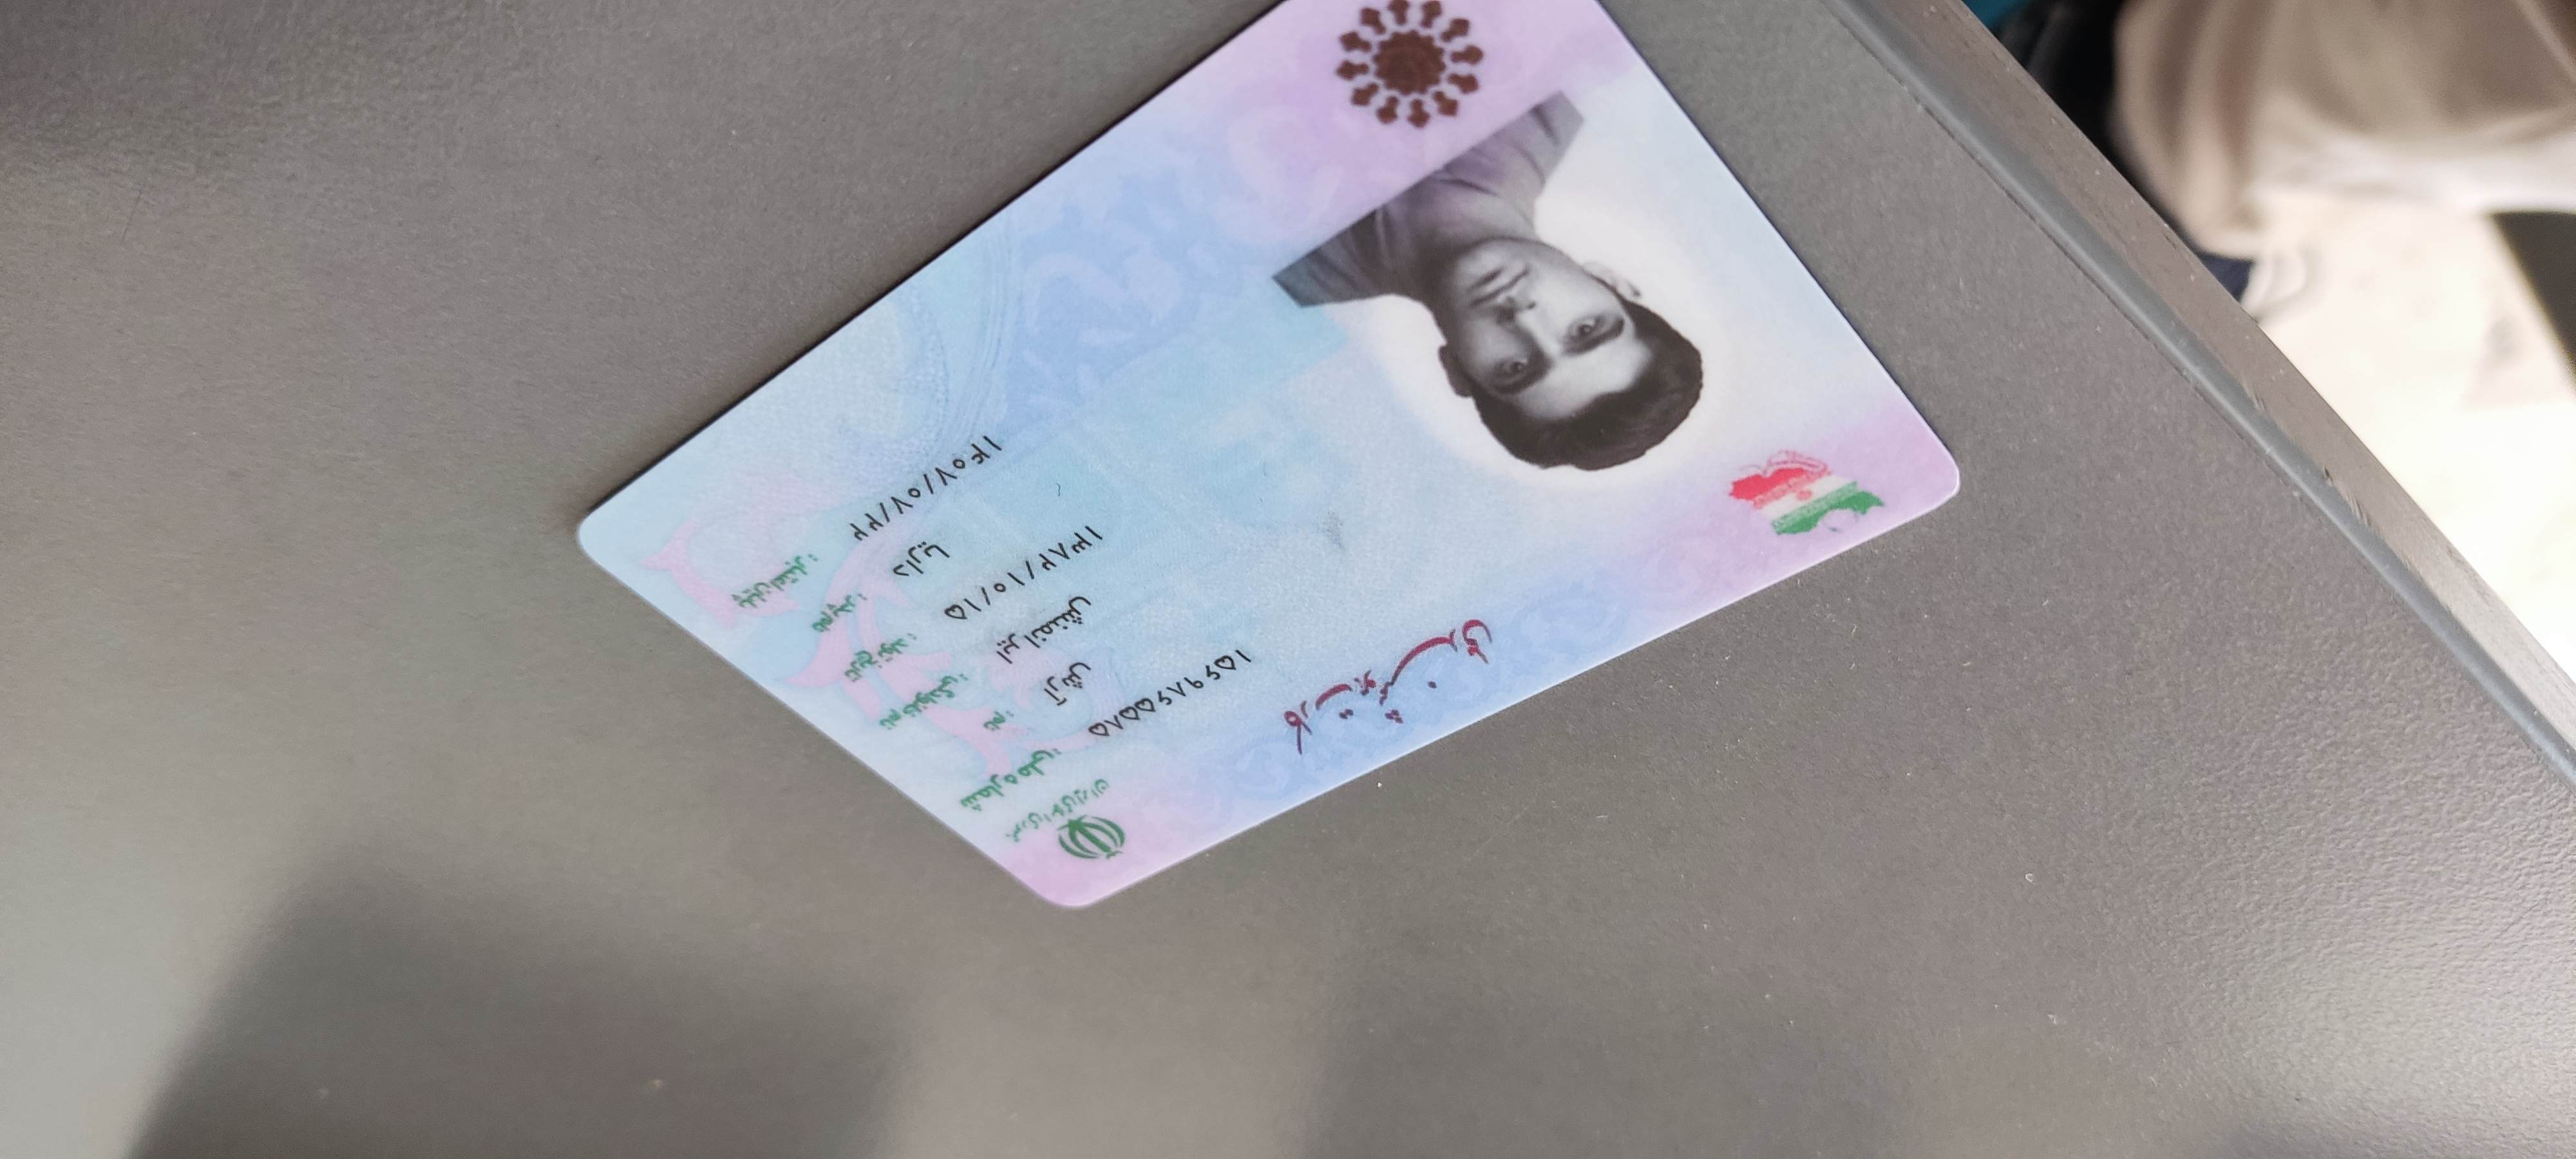 جمهوری اسلامی ایران
کارت هوشمند ملی
شماره ملی: ۱۵۶۹۸۶۵۵۸۵
نام: آرش
نام خانوادگی: ایرانمنش
تاریخ تولد: ۱۳۸۲/۱۰/۱۵
نام پدر: داریا
پایان اعتبار: ۱۴۰۷/۰۷/۲۲